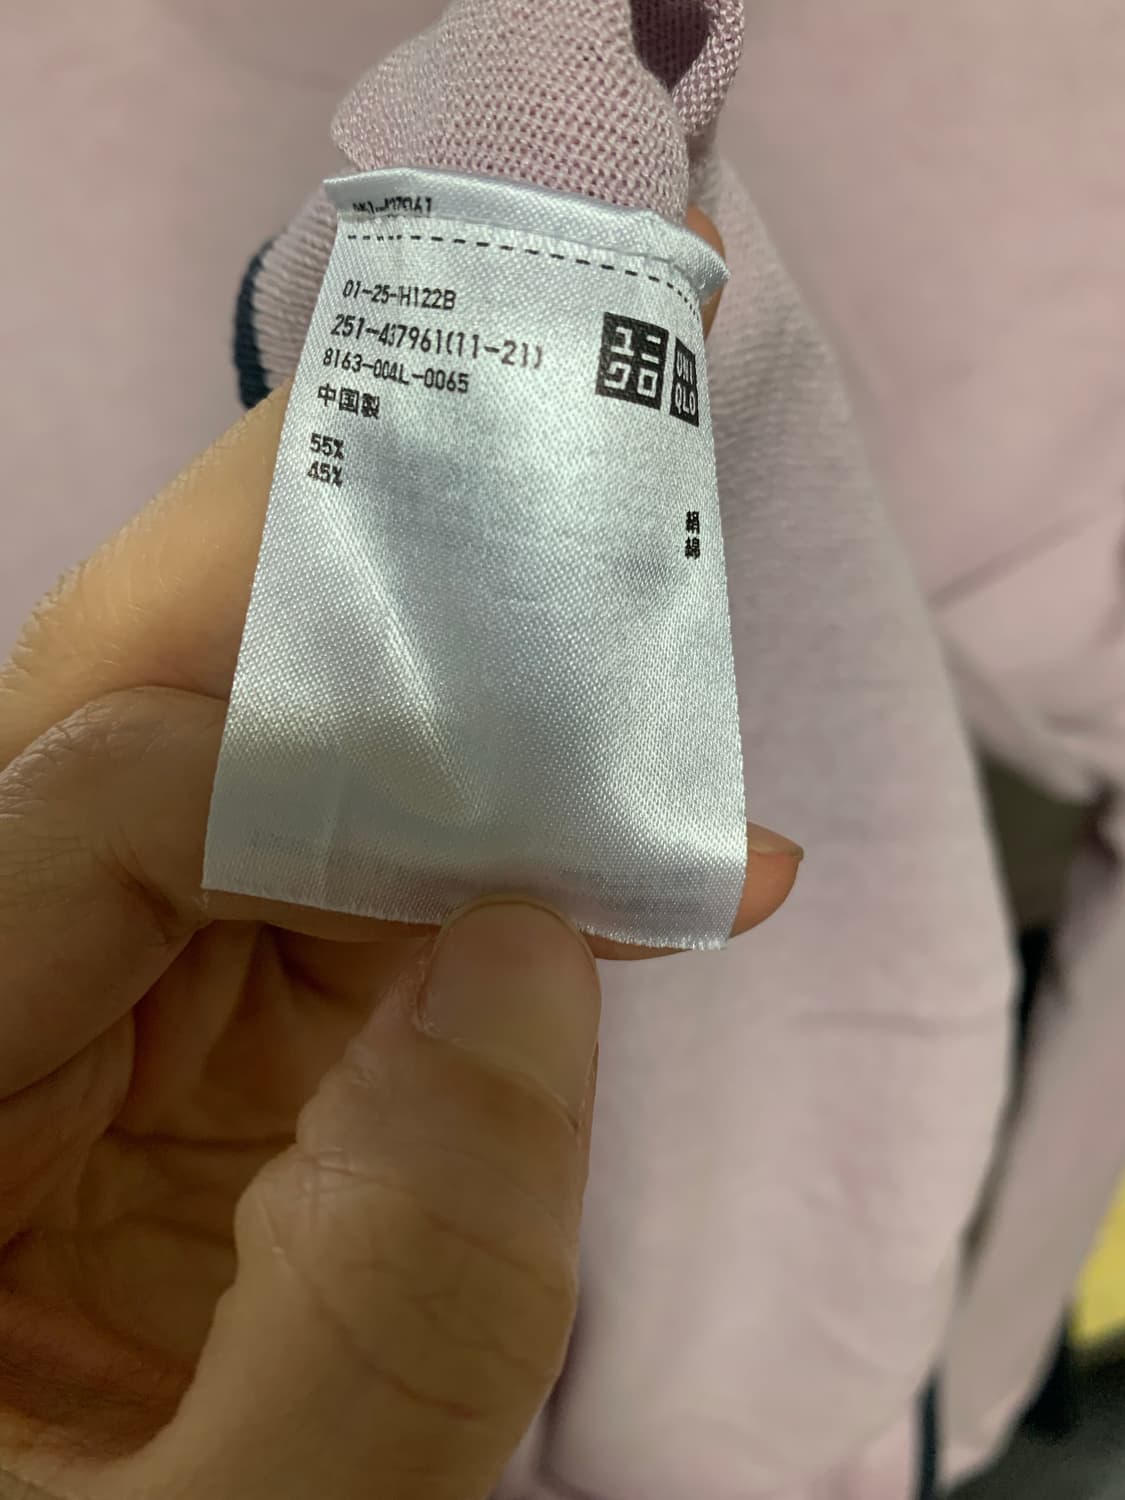 01-25-H122B
251-437961(11-21)
8163-004L-0065
中国製
ユニ
クロ
UNI
QLO
55% 絹
45% 綿